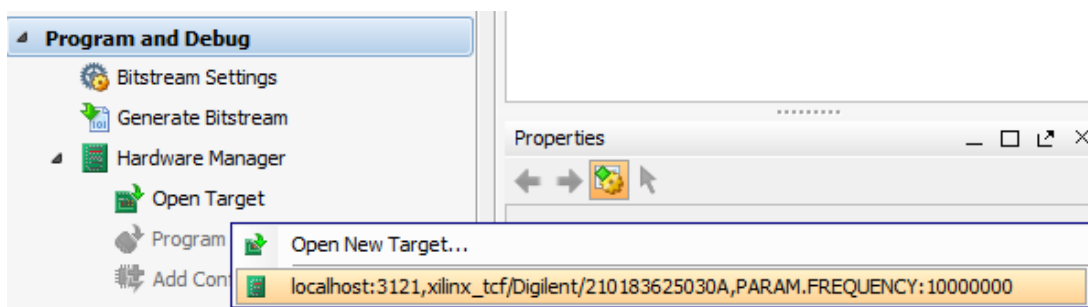 Program and Debug
Bitstream Settings
Generate Bitstream
Hardware Manager
Open Target
Program
Add Con
Properties
Open New Target...
localhost:3121,xilinx_tcf/Digilent/210183625030A,PARAM.FREQUENCY:10000000